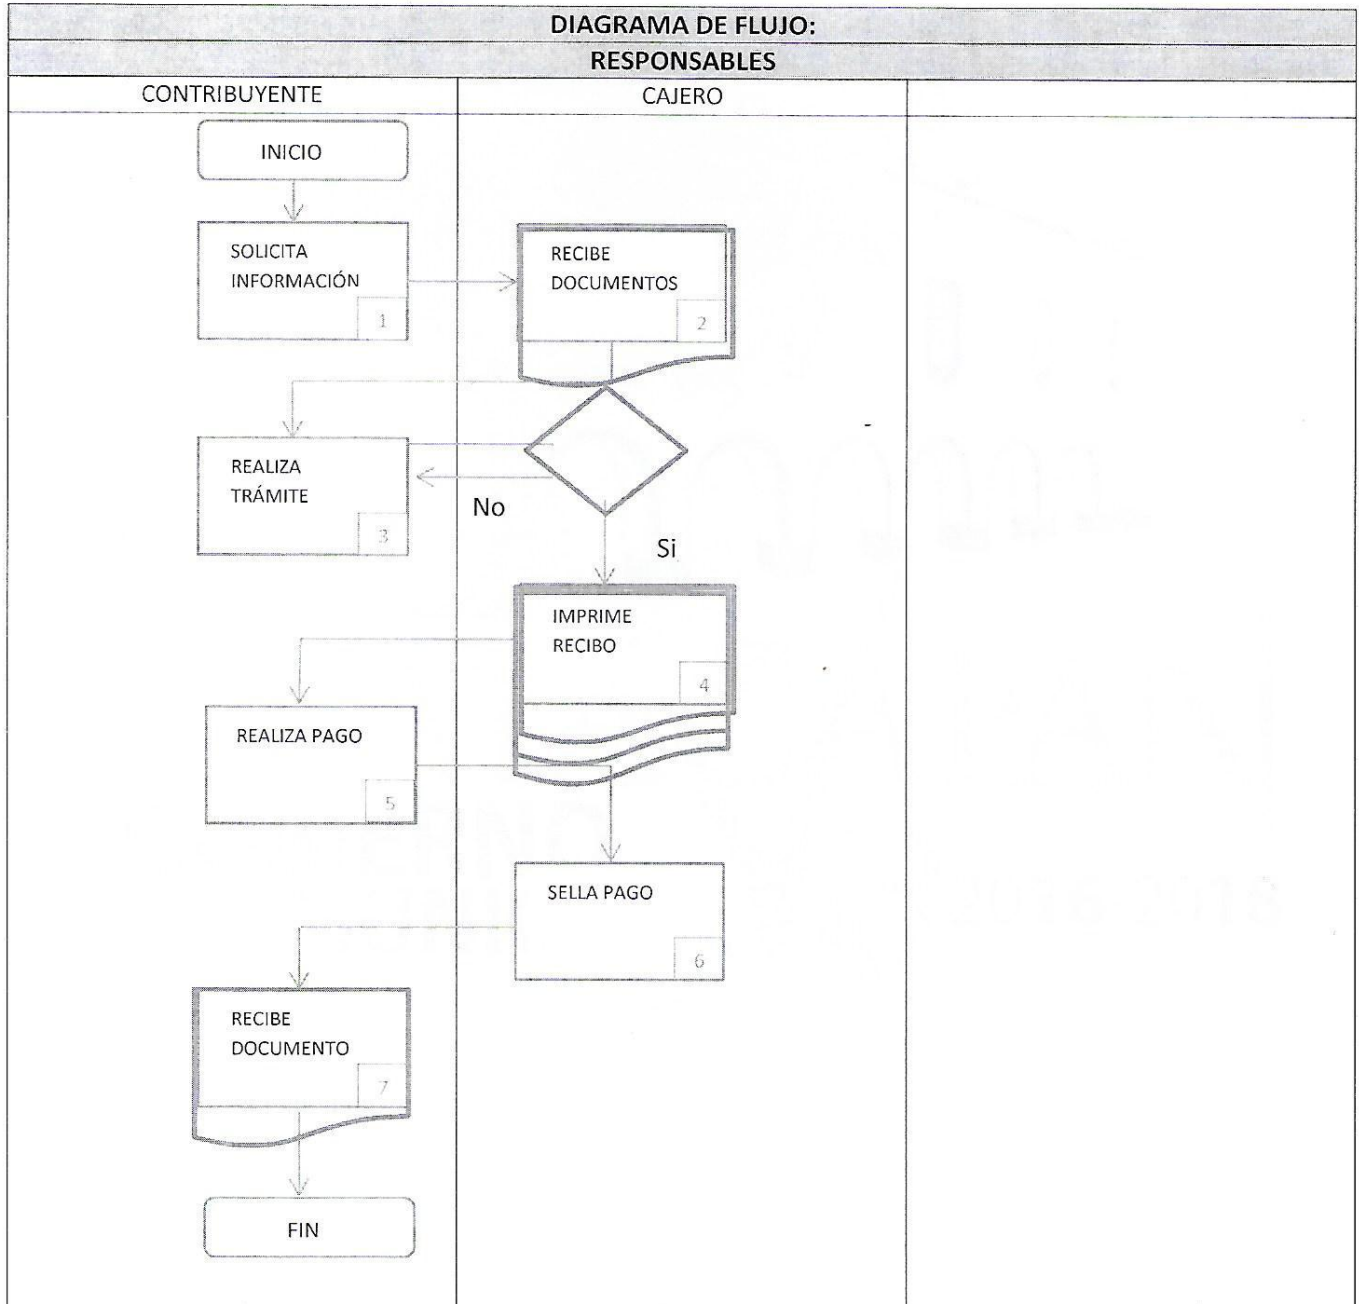 DIAGRAMA DE FLUJO:
RESPONSABLES
CONTRIBUYENTE
CAJERO
INICIO
SOLICITA
INFORMACIÓN
1
RECIBE
DOCUMENTOS
2
REALIZA
TRÁMITE
3
No
Si
IMPRIME
RECIBO
4
REALIZA PAGO
5
SELLA PAGO
6
RECIBE
DOCUMENTO
7
FIN